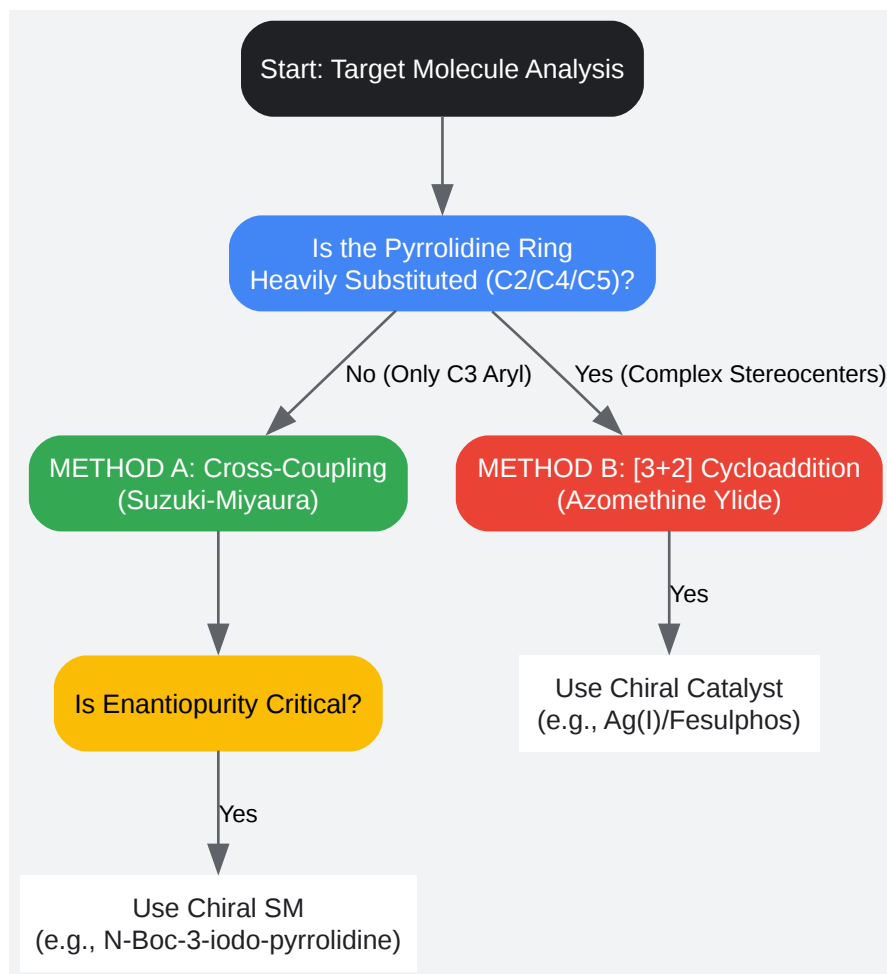 Start: Target Molecule Analysis
Is the Pyrrolidine Ring
Heavily Substituted (C2/C4/C5)?
No (Only C3 Aryl)
Yes (Complex Stereocenters)
METHOD A: Cross-Coupling
(Suzuki-Miyaura)
METHOD B: [3+2] Cycloaddition
(Azomethine Ylide)
Yes
Is Enantiopurity Critical?
Use Chiral Catalyst
(e.g., Ag(I)/Fesulphos)
Yes
Use Chiral SM
(e.g., N-Boc-3-iodo-pyrrolidine)